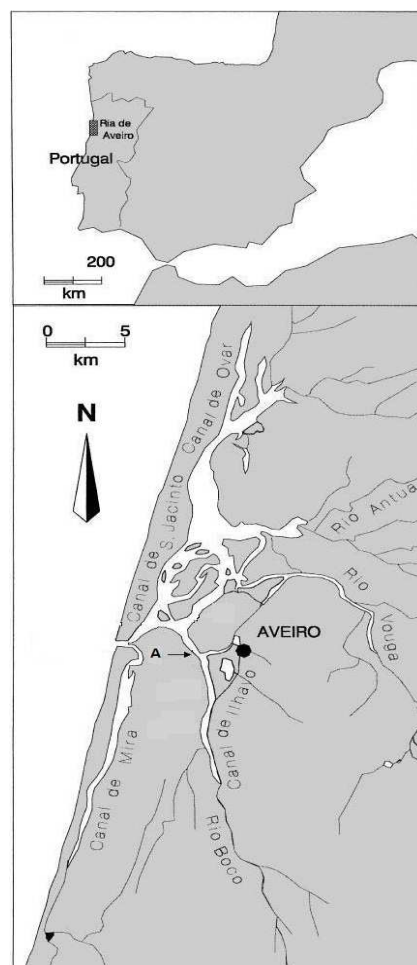 Ria de
Aveiro
Portugal
200
km
0 5
km
N
Canal de Ovar
Canal de S. Jacinto
Rio Antuã
Rio Vouga
AVEIRO
A
Canal de Ilhavo
Canal de Mira
Rio Boco